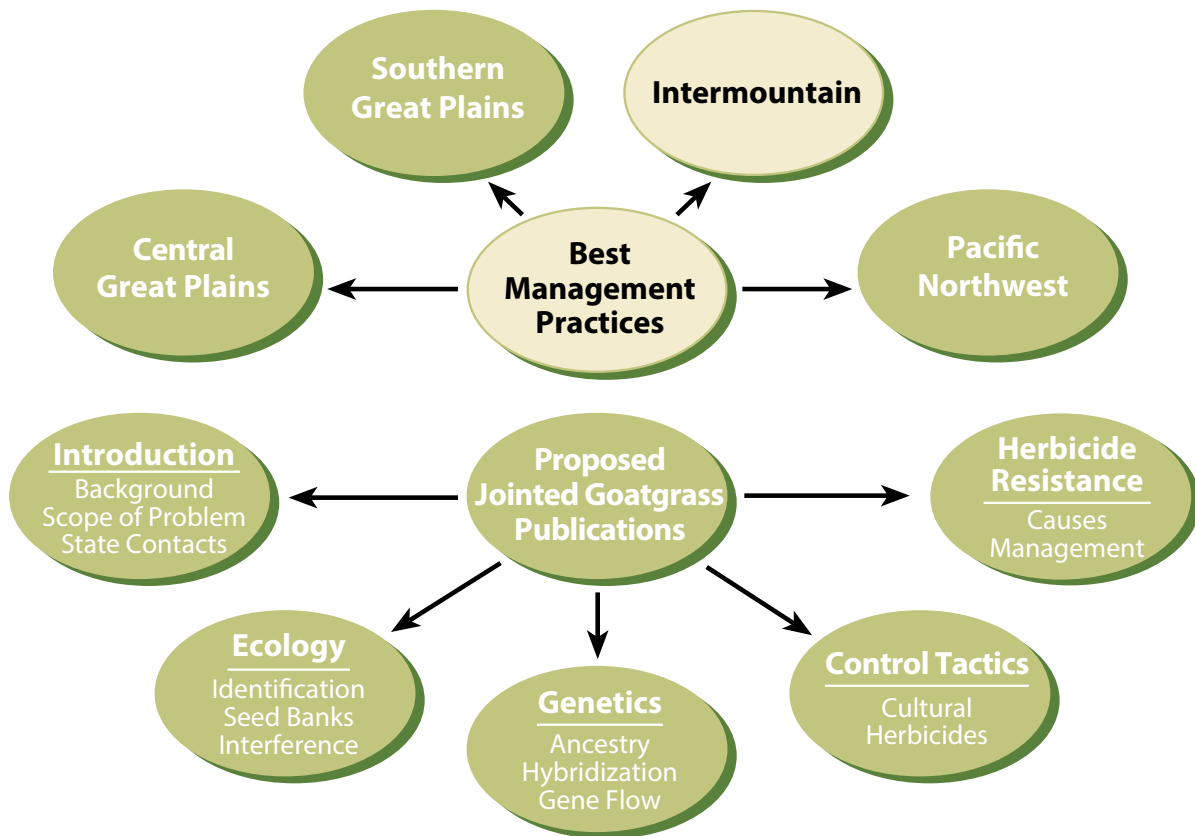 Southern
Great Plains
Intermountain
Central
Great Plains
Best
Management
Practices
Pacific
Northwest
Introduction
Background
Scope of Problem
State Contacts
Proposed
Jointed Goatgrass
Publications
Herbicide
Resistance
Causes
Management
Ecology
Identification
Seed Banks
Interference
Genetics
Ancestry
Hybridization
Gene Flow
Control Tactics
Cultural
Herbicides